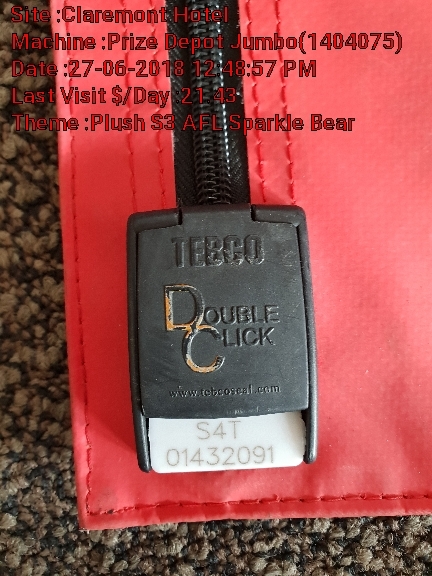 Site :Claremont Hotel
Machine :Prize Depot Jumbo(1404075)
Date :27-06-2018 12:48:57 PM
Last Visit $/Day :21.43
Theme :Plush S3 AFL Sparkle Bear
TEBCO
DOUBLE
CLICK
www.tebcoseal.com
S4T
01432091